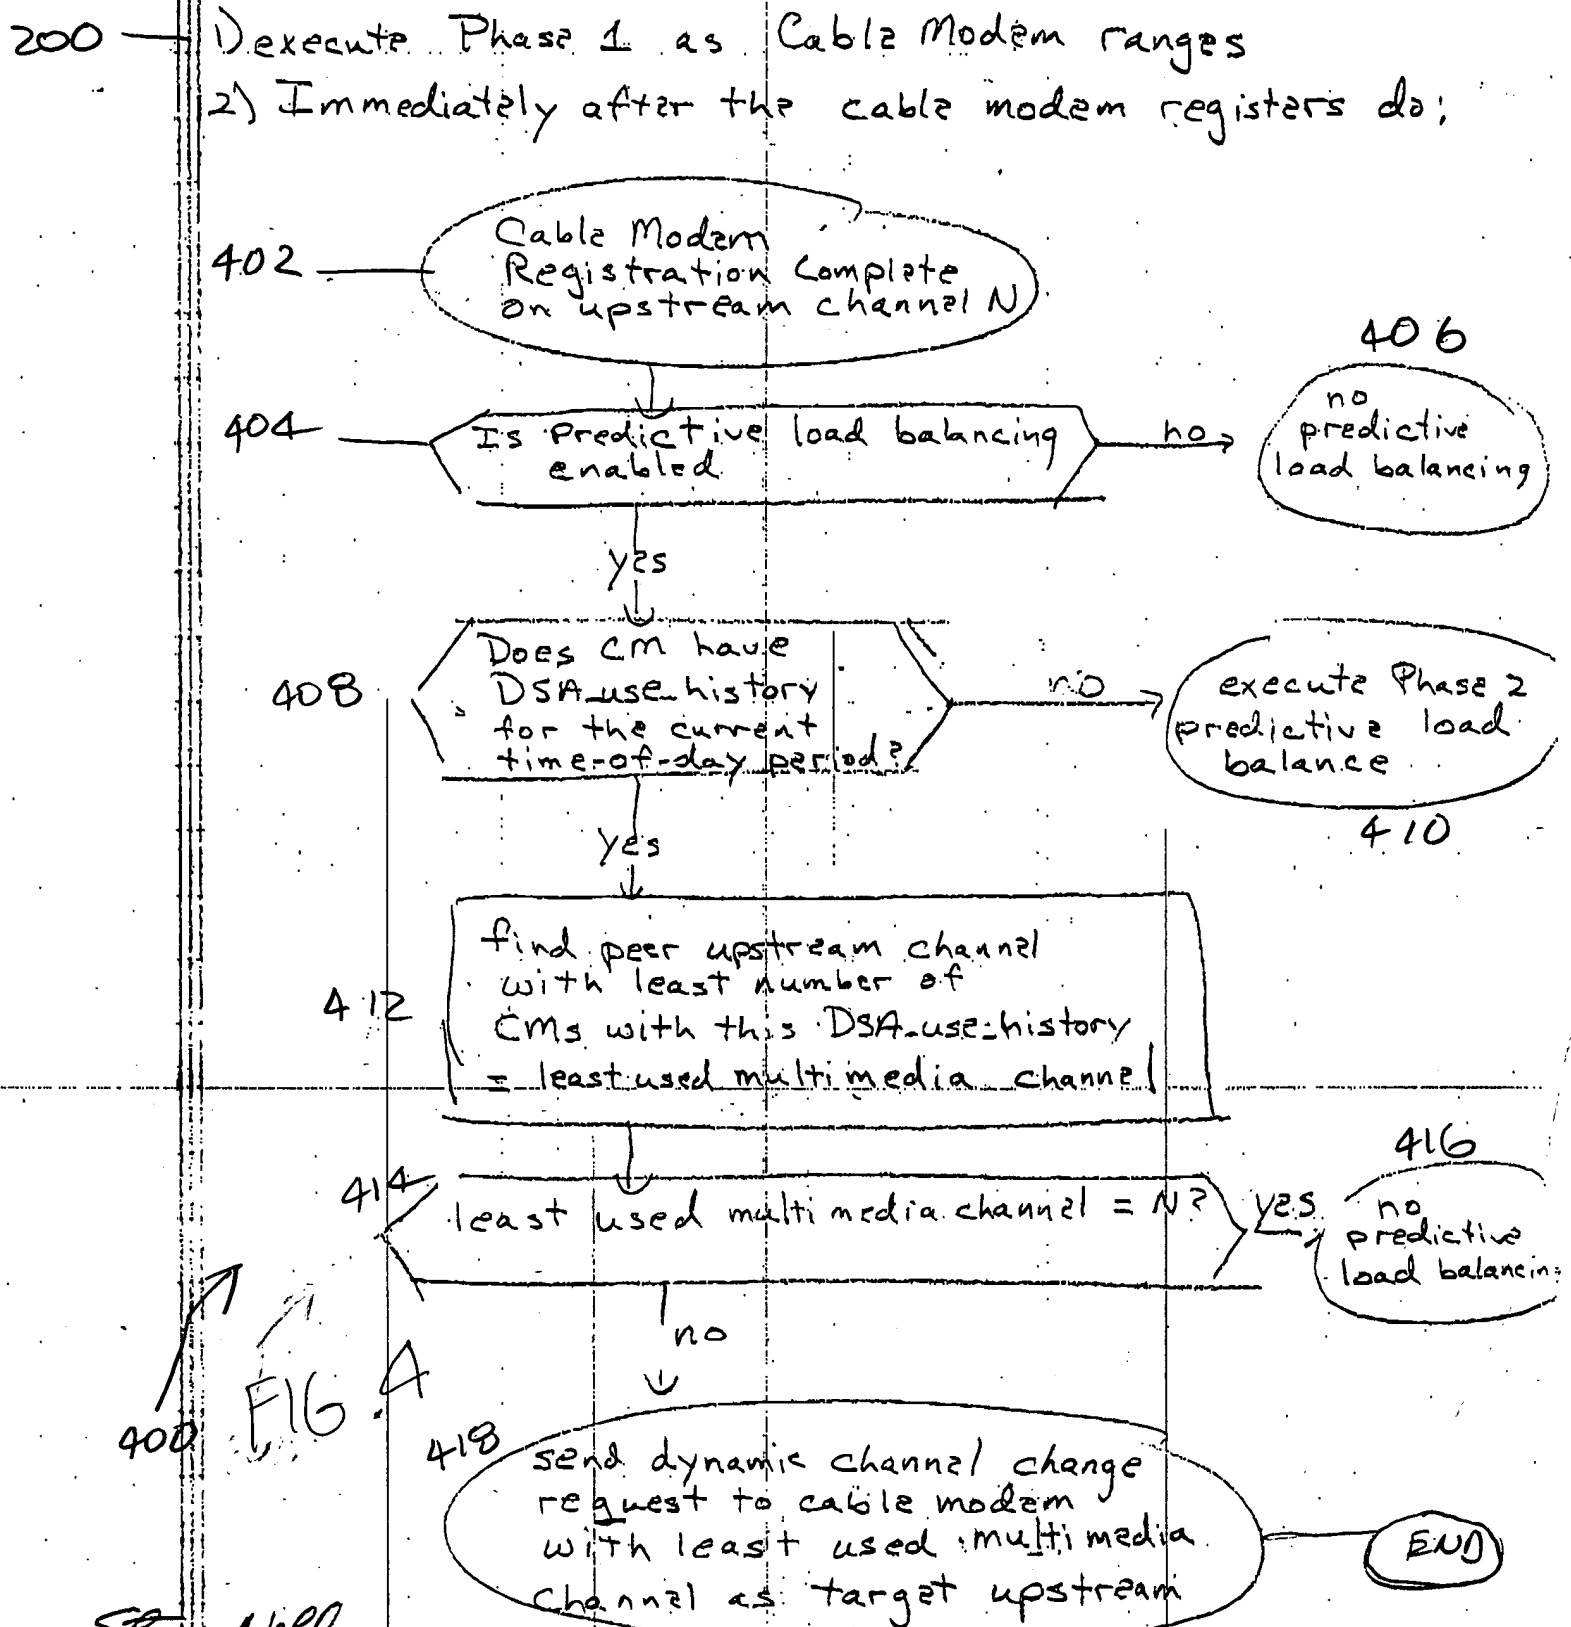 200
1) execute Phase 1 as Cable Modem ranges
2) Immediately after the cable modem registers do:
402
Cable Modem
Registration Complete
on upstream channel N
406
no
predictive
load balancing
404
Is Predictive load balancing
enabled
no
yes
408
Does CM have
DSA_use_history
for the current
time-of-day period?
no
execute Phase 2
predictive load
balance
410
yes
412
find peer upstream channel
with least number of
CMs with this DSA_use_history
= least used multimedia channel
414
least used multimedia channel = N?
yes
416
no
predictive
load balancin
no
400
FIG. 4
418
send dynamic channel change
request to cable modem
with least used multimedia
channel as target upstream
END